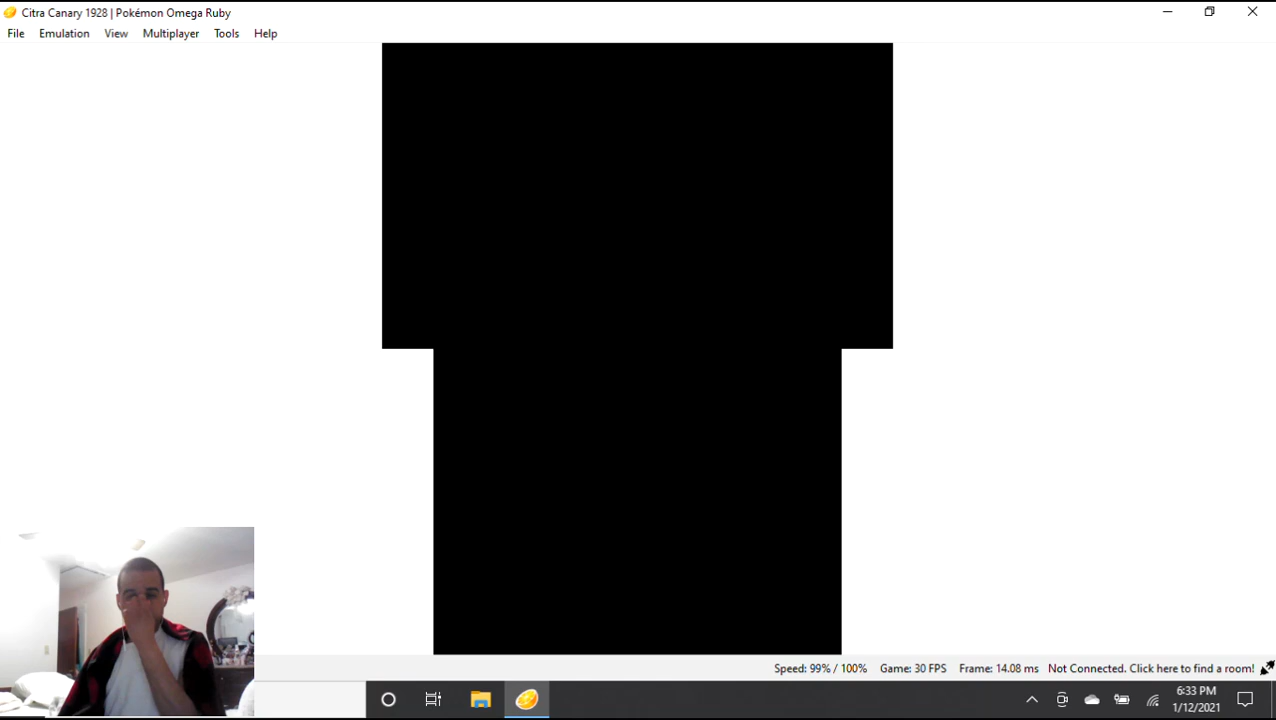 Citra Canary 1928 | Pokémon Omega Ruby
File Emulation View Multiplayer Tools Help
Speed: 99% / 100% Game: 30 FPS Frame: 14.08 ms Not Connected. Click here to find a room!
6:33 PM
1/12/2021